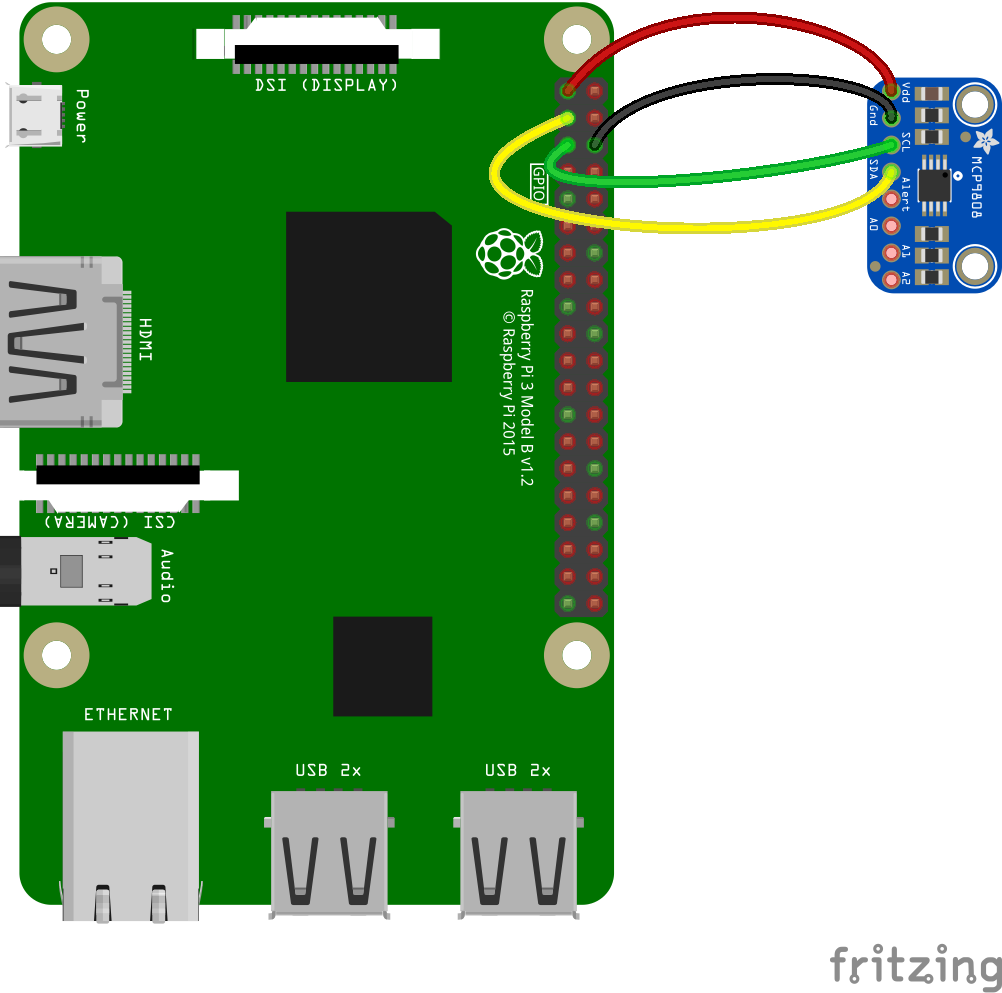 DSI (DISPLAY)
Power
Vdd
Gnd
SCL
SDA
Alert
A0
A1
A2
MCP9808
GPIO
Raspberry Pi 3 Model B v1.2
© Raspberry Pi 2015
HDMI
CSI (CAMERA)
Audio
ETHERNET
USB 2x
USB 2x
fritzing